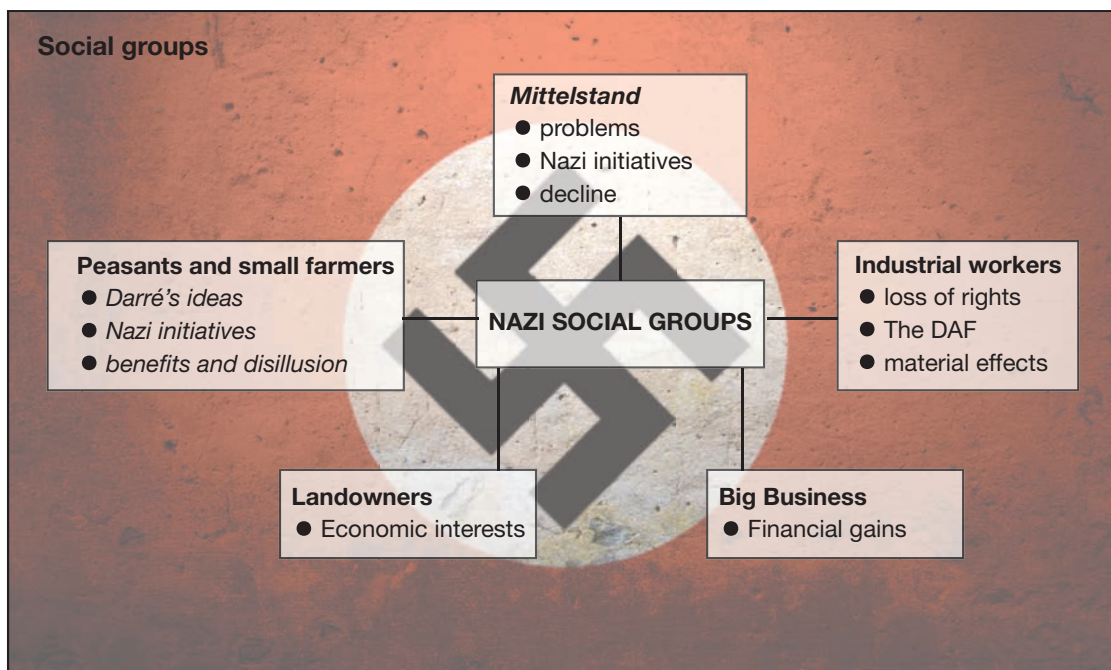 Social groups
Mittelstand
● problems
● Nazi initiatives
● decline
Peasants and small farmers
● Darré's ideas
● Nazi initiatives
● benefits and disillusion
NAZI SOCIAL GROUPS
Industrial workers
● loss of rights
● The DAF
● material effects
Landowners
● Economic interests
Big Business
● Financial gains